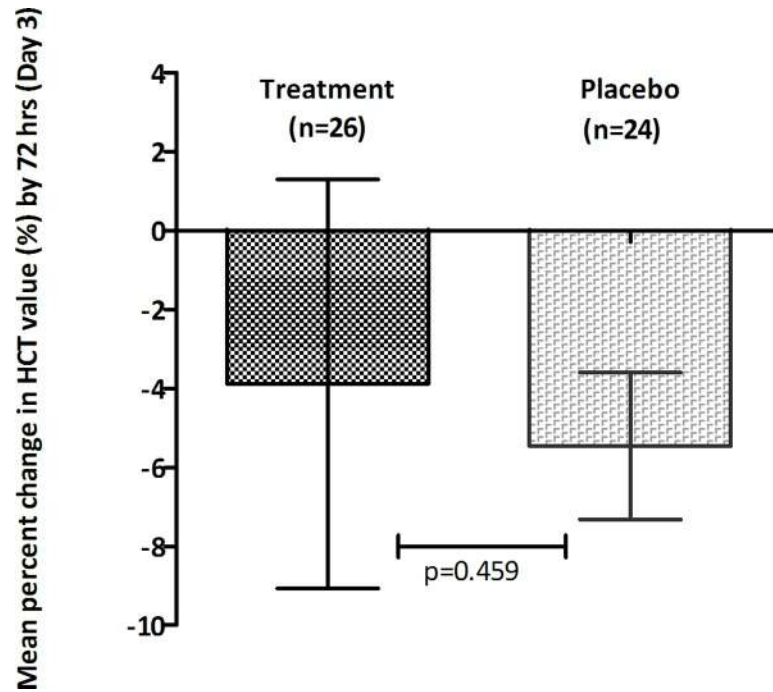 Mean percent change in HCT value (%) by 72 hrs (Day 3)
Treatment
(n=26)
Placebo
(n=24)
4
2
0
-2
-4
-6
-8
-10
p=0.459